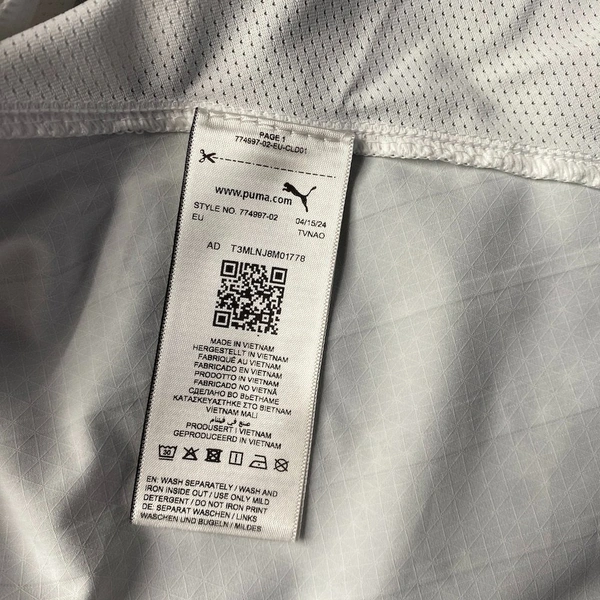 PAGE 1
774997-02-EU-CLD01
www.puma.com
STYLE NO. 774997-02 04/15/24
EU TVNAO
AD T3MLNJ8M01778
MADE IN VIETNAM
HERGESTELLT IN VIETNAM
FABRIQUÉ AU VIETNAM
FABRICADO EN VIETNAM
PRODOTTO IN VIETNAM
FABRICADO NO VIETNÃ
СДЕЛАНО ВО ВЬЕТНАМЕ
ΚΑΤΑΣΚΕΥΑΣΤΗΚΕ ΣΤΟ ΒΙΕΤΝΑΜ
VIETNAM MALI
صنع في فيتنام
PRODUSERT I VIETNAM
GEPRODUCEERD IN VIETNAM
30
EN: WASH SEPARATELY / WASH AND
IRON INSIDE OUT / USE ONLY MILD
DETERGENT / DO NOT IRON PRINT
DE: SEPARAT WASCHEN / LINKS
WASCHEN UND BÜGELN / MILDES